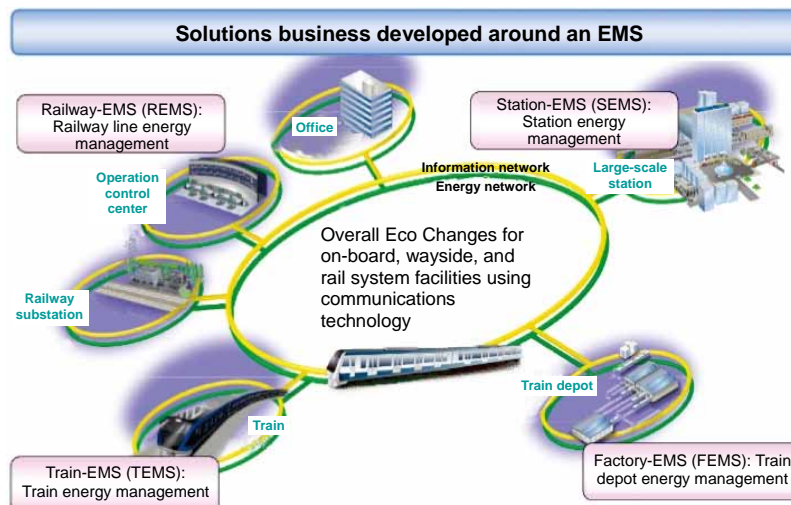 Solutions business developed around an EMS
Railway-EMS (REMS):
Railway line energy
management
Office
Station-EMS (SEMS):
Station energy
management
Operation
control
center
Information network
Energy network
Large-scale
station
Overall Eco Changes for
on-board, wayside, and
rail system facilities using
communications
technology
Railway
substation
Train depot
Train
Train-EMS (TEMS):
Train energy management
Factory-EMS (FEMS): Train
depot energy management